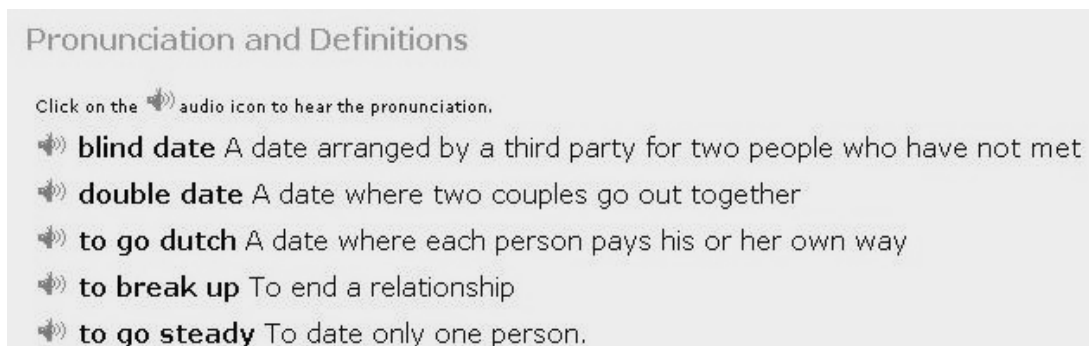 Pronunciation and Definitions
Click on the audio icon to hear the pronunciation.
blind date A date arranged by a third party for two people who have not met
double date A date where two couples go out together
to go dutch A date where each person pays his or her own way
to break up To end a relationship
to go steady To date only one person.